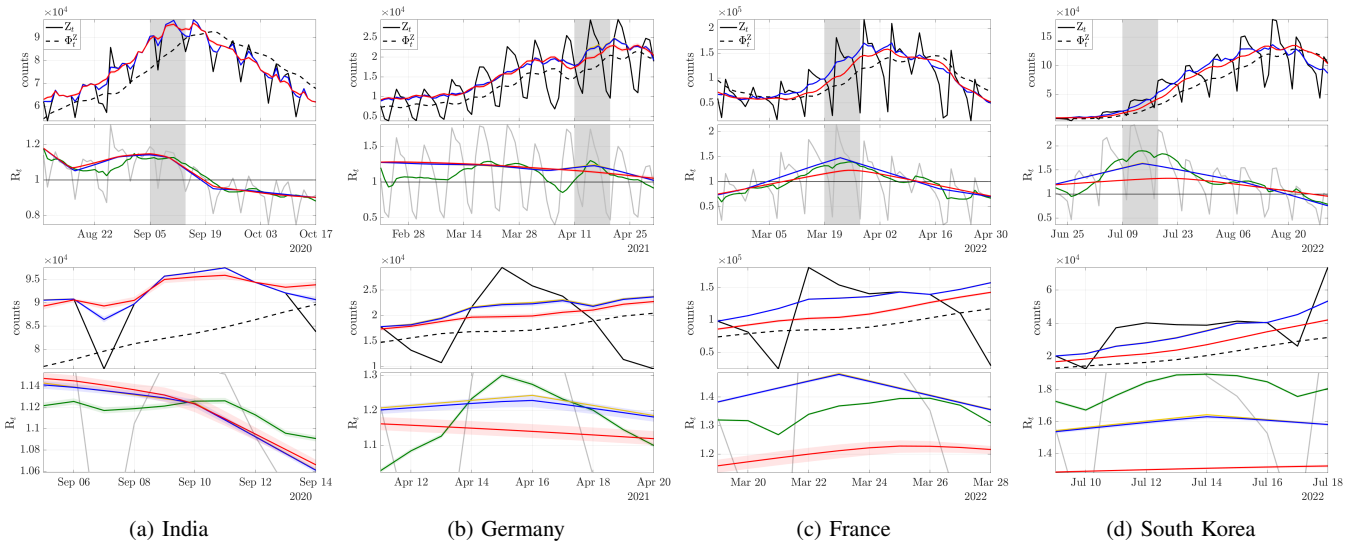 ×10⁴
counts
9
8
7
6
Z_t
Φ_t^Z
R_t
1.2
1
0.8
Aug 22
Sep 05
Sep 19
Oct 03
Oct 17
2020
×10⁴
counts
9.5
8.5
8
R_t
1.14
1.12
1.1
1.08
1.06
Sep 06
Sep 08
Sep 10
Sep 12
Sep 14
2020
(a) India
×10⁴
counts
2.5
2
1.5
1
0.5
Z_t
Φ_t^Z
R_t
1.5
1
0.5
Feb 28
Mar 14
Mar 28
Apr 11
Apr 25
2021
×10⁴
counts
2.5
2
1.5
1
R_t
1.3
1.2
1.1
Apr 12
Apr 14
Apr 16
Apr 18
Apr 20
2021
(b) Germany
×10⁵
counts
2
1.5
1
0.5
Z_t
Φ_t^Z
R_t
2
1.5
1
0.5
Mar 05
Mar 19
Apr 02
Apr 16
Apr 30
2022
×10⁵
counts
1.5
1
0.5
R_t
1.4
1.3
1.2
Mar 20
Mar 22
Mar 24
Mar 26
Mar 28
2022
(c) France
×10⁴
counts
15
10
5
Z_t
Φ_t^Z
R_t
2
1.5
1
0.5
Jun 25
Jul 09
Jul 23
Aug 06
Aug 20
2022
×10⁴
counts
6
4
2
R_t
1.8
1.6
1.4
Jul 10
Jul 12
Jul 14
Jul 16
Jul 18
2022
(d) South Korea